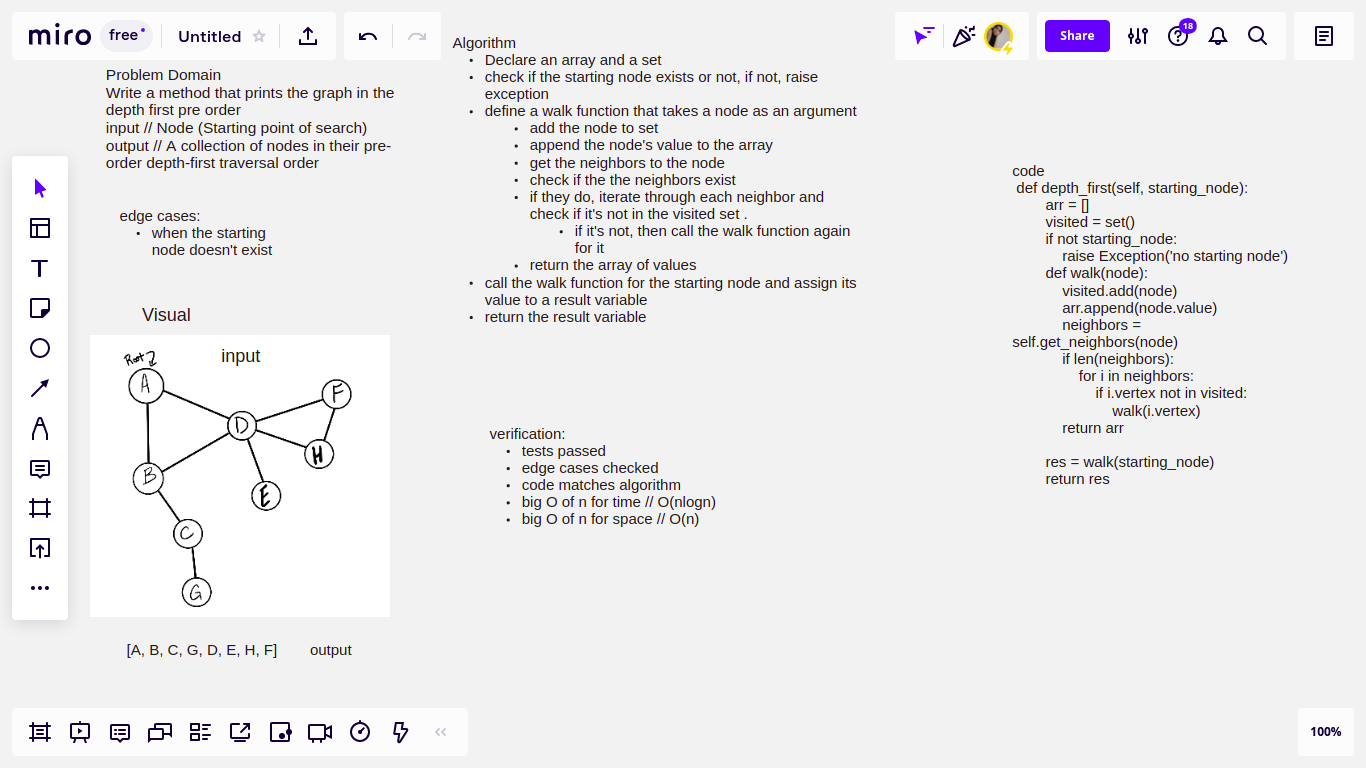 miro
free
Untitled
18
Share
Problem Domain
Write a method that prints the graph in the
depth first pre order
input // Node (Starting point of search)
output // A collection of nodes in their pre-
order depth-first traversal order
edge cases:
• when the starting
node doesn't exist
Visual
Root
input
A
F
D
H
B
E
C
G
[A, B, C, G, D, E, H, F]
output
Algorithm
• Declare an array and a set
• check if the starting node exists or not, if not, raise
exception
• define a walk function that takes a node as an argument
• add the node to set
• append the node's value to the array
• get the neighbors to the node
• check if the the neighbors exist
• if they do, iterate through each neighbor and
check if it's not in the visited set .
• if it's not, then call the walk function again
for it
• return the array of values
• call the walk function for the starting node and assign its
value to a result variable
• return the result variable
verification:
• tests passed
• edge cases checked
• code matches algorithm
• big O of n for time // O(nlogn)
• big O of n for space // O(n)
code
def depth_first(self, starting_node):
arr = []
visited = set()
if not starting_node:
raise Exception('no starting node')
def walk(node):
visited.add(node)
arr.append(node.value)
neighbors =
self.get_neighbors(node)
if len(neighbors):
for i in neighbors:
if i.vertex not in visited:
walk(i.vertex)
return arr
res = walk(starting_node)
return res
100%